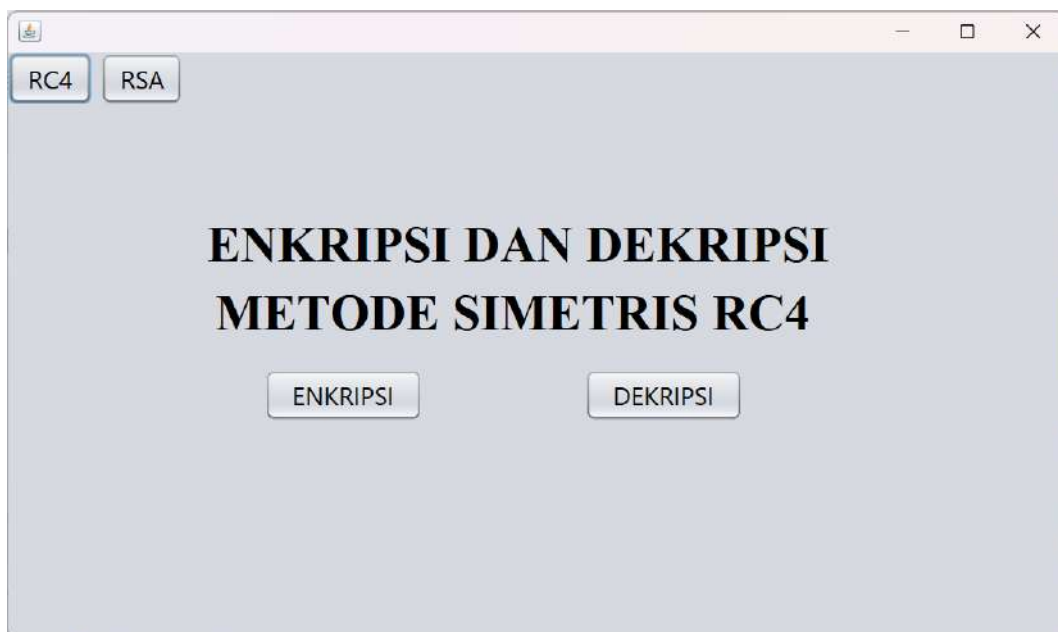 RC4 RSA
ENKRIPSI DAN DEKRIPSI
METODE SIMETRIS RC4
ENKRIPSI DEKRIPSI